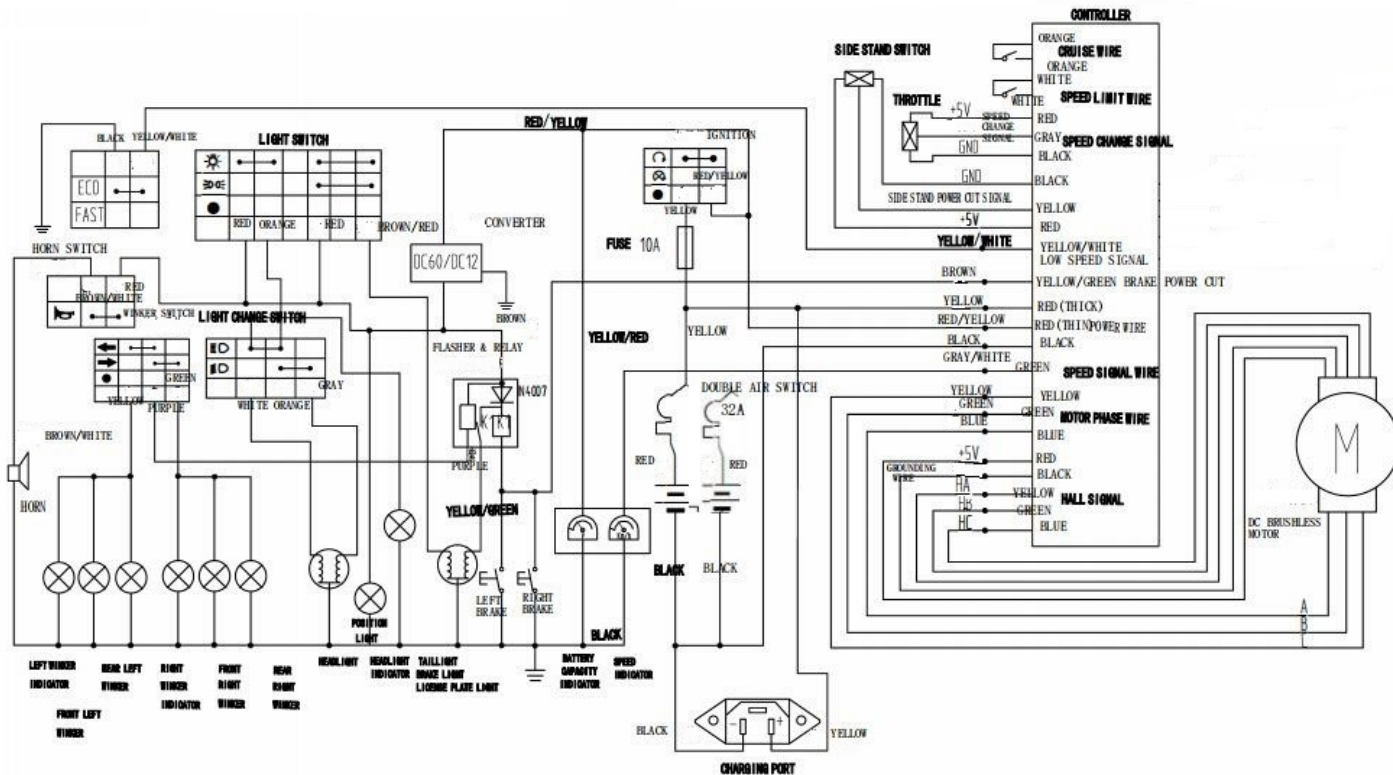 CONTROLLER
ORANGE
CRUISE WIRE
ORANGE
WHITE
SPEED LIMIT WIRE
WHITE
SIDE STAND SWITCH
THROTTLE
+5V
RED
SPEED CHANGE SIGNAL
GRAY
SPEED CHANGE SIGNAL
GND
BLACK
GND
BLACK
SIDE STAND POWER CUT SIGNAL
YELLOW
+5V
RED
YELLOW/WHITE
YELLOW/WHITE
LOW SPEED SIGNAL
BROWN
YELLOW/GREEN BRAKE POWER CUT
YELLOW
RED(THICK)
RED/YELLOW
RED(THIN)POWER WIRE
BLACK
BLACK
GRAY/WHITE
GREEN
SPEED SIGNAL WIRE
YELLOW
YELLOW
GREEN
GREEN
MOTOR PHASE WIRE
BLUE
BLUE
+5V
RED
GROUNDING WIRE
BLACK
HA
YELLOW
HALL SIGNAL
HB
GREEN
HC
BLUE
M
DC BRUSHLESS
MOTOR
A
B
BLACK
YELLOW/WHITE
ECO
FAST
LIGHT SWITCH
RED
ORANGE
RED
BROWN/RED
RED/YELLOW
IGNITION
RED/YELLOW
YELLOW
FUSE 10A
CONVERTER
DC60/DC12
BROWN
HORN SWITCH
RED
BROWN/WHITE
WINKER SWITCH
LIGHT CHANGE SWITCH
GREEN
YELLOW
PURPLE
GRAY
WHITE
ORANGE
FLASHER & RELAY
IN4007
K
K1
PURPLE
YELLOW/RED
YELLOW
DOUBLE AIR SWITCH
32A
RED
RED
BROWN/WHITE
HORN
YELLOW/GREEN
BLACK
BLACK
LEFT
BRAKE
RIGHT
BRAKE
BLACK
POSITION
LIGHT
LEFT WINKER
INDICATOR
FRONT LEFT
WINKER
REAR LEFT
WINKER
RIGHT
WINKER
INDICATOR
FRONT
RIGHT
WINKER
REAR
RIGHT
WINKER
HEADLIGHT
HEADLIGHT
INDICATOR
TAILLIGHT
BRAKE LIGHT
LICENSE PLATE LIGHT
BATTERY
CAPACITY
INDICATOR
SPEED
INDICATOR
BLACK
- +
YELLOW
CHARGING PORT